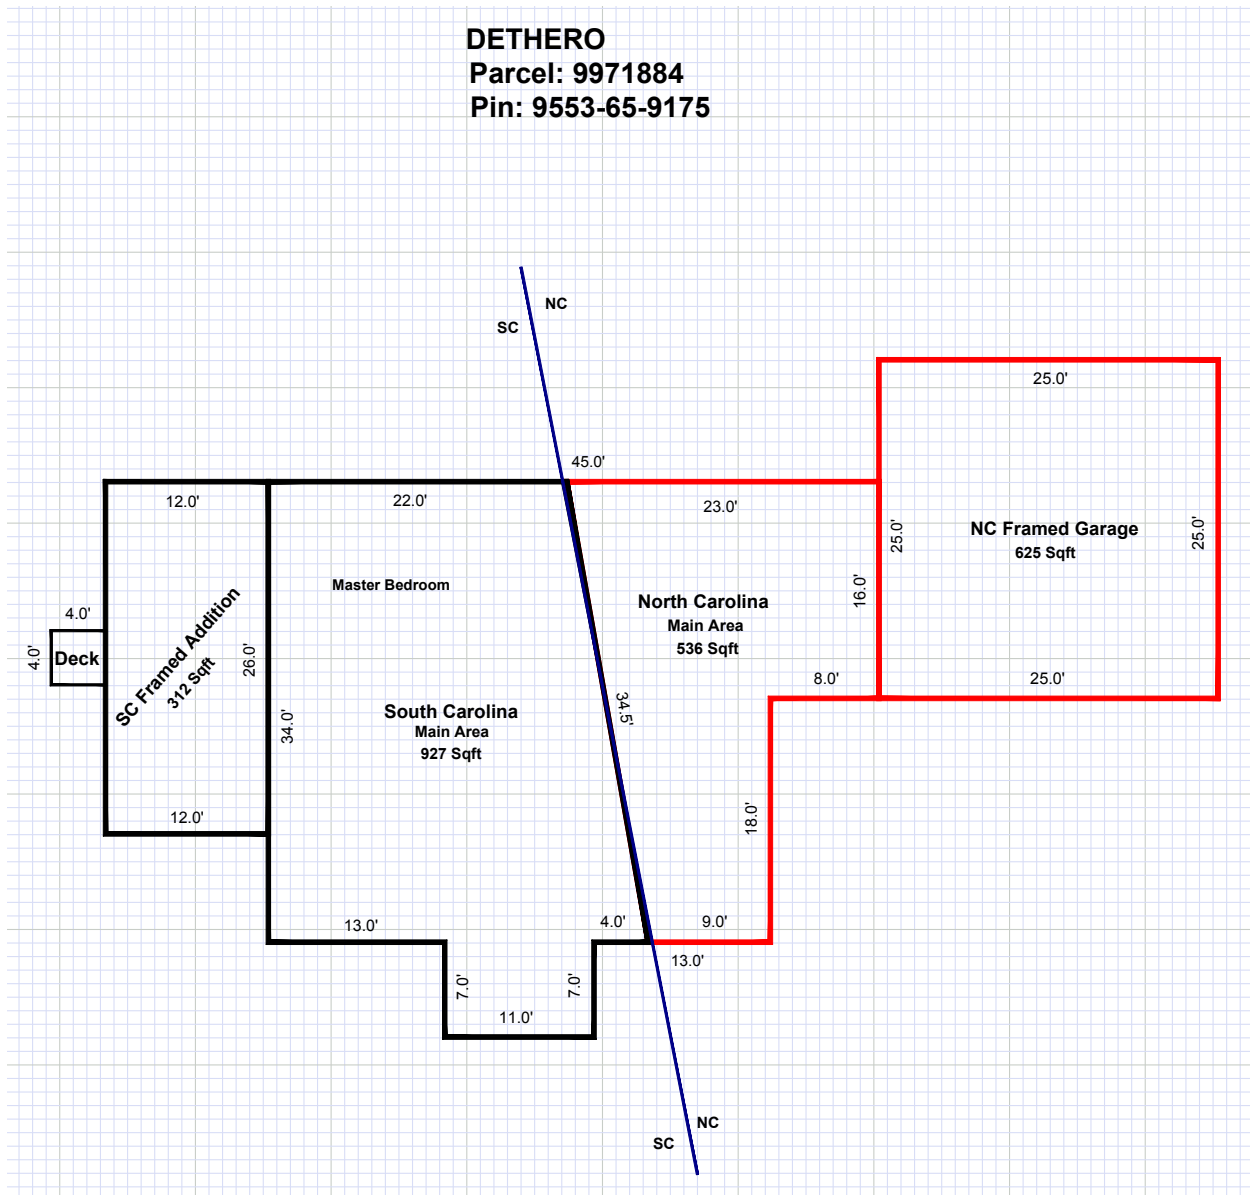 DETHERO
Parcel: 9971884
Pin: 9553-65-9175
NC
SC
25.0'
45.0'
12.0'
22.0'
23.0'
25.0'
NC Framed Garage
625 Sqft
25.0'
Master Bedroom
16.0'
North Carolina
Main Area
536 Sqft
4.0'
4.0'
Deck
SC Framed Addition
312 Sqft
26.0'
8.0'
25.0'
34.0'
South Carolina
Main Area
927 Sqft
34.5'
12.0'
18.0'
13.0'
4.0'
9.0'
13.0'
7.0'
7.0'
11.0'
NC
SC